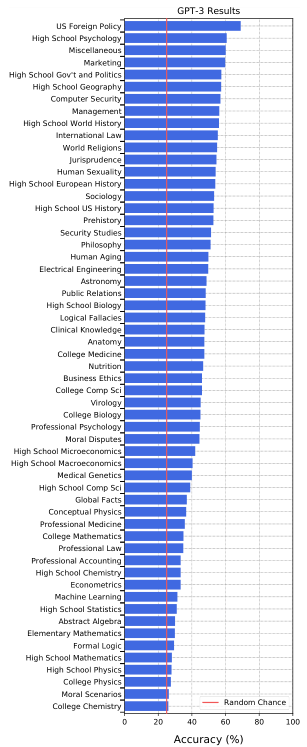 GPT-3 Results
US Foreign Policy
High School Psychology
Miscellaneous
Marketing
High School Gov't and Politics
High School Geography
Computer Security
Management
High School World History
International Law
World Religions
Jurisprudence
Human Sexuality
High School European History
Sociology
High School US History
Prehistory
Security Studies
Philosophy
Human Aging
Electrical Engineering
Astronomy
Public Relations
High School Biology
Logical Fallacies
Clinical Knowledge
Anatomy
College Medicine
Nutrition
Business Ethics
College Comp Sci
Virology
College Biology
Professional Psychology
Moral Disputes
High School Microeconomics
High School Macroeconomics
Medical Genetics
High School Comp Sci
Global Facts
Conceptual Physics
Professional Medicine
College Mathematics
Professional Law
Professional Accounting
High School Chemistry
Econometrics
Machine Learning
High School Statistics
Abstract Algebra
Elementary Mathematics
Formal Logic
High School Mathematics
High School Physics
College Physics
Moral Scenarios
College Chemistry
Random Chance
0 20 40 60 80 100
Accuracy (%)